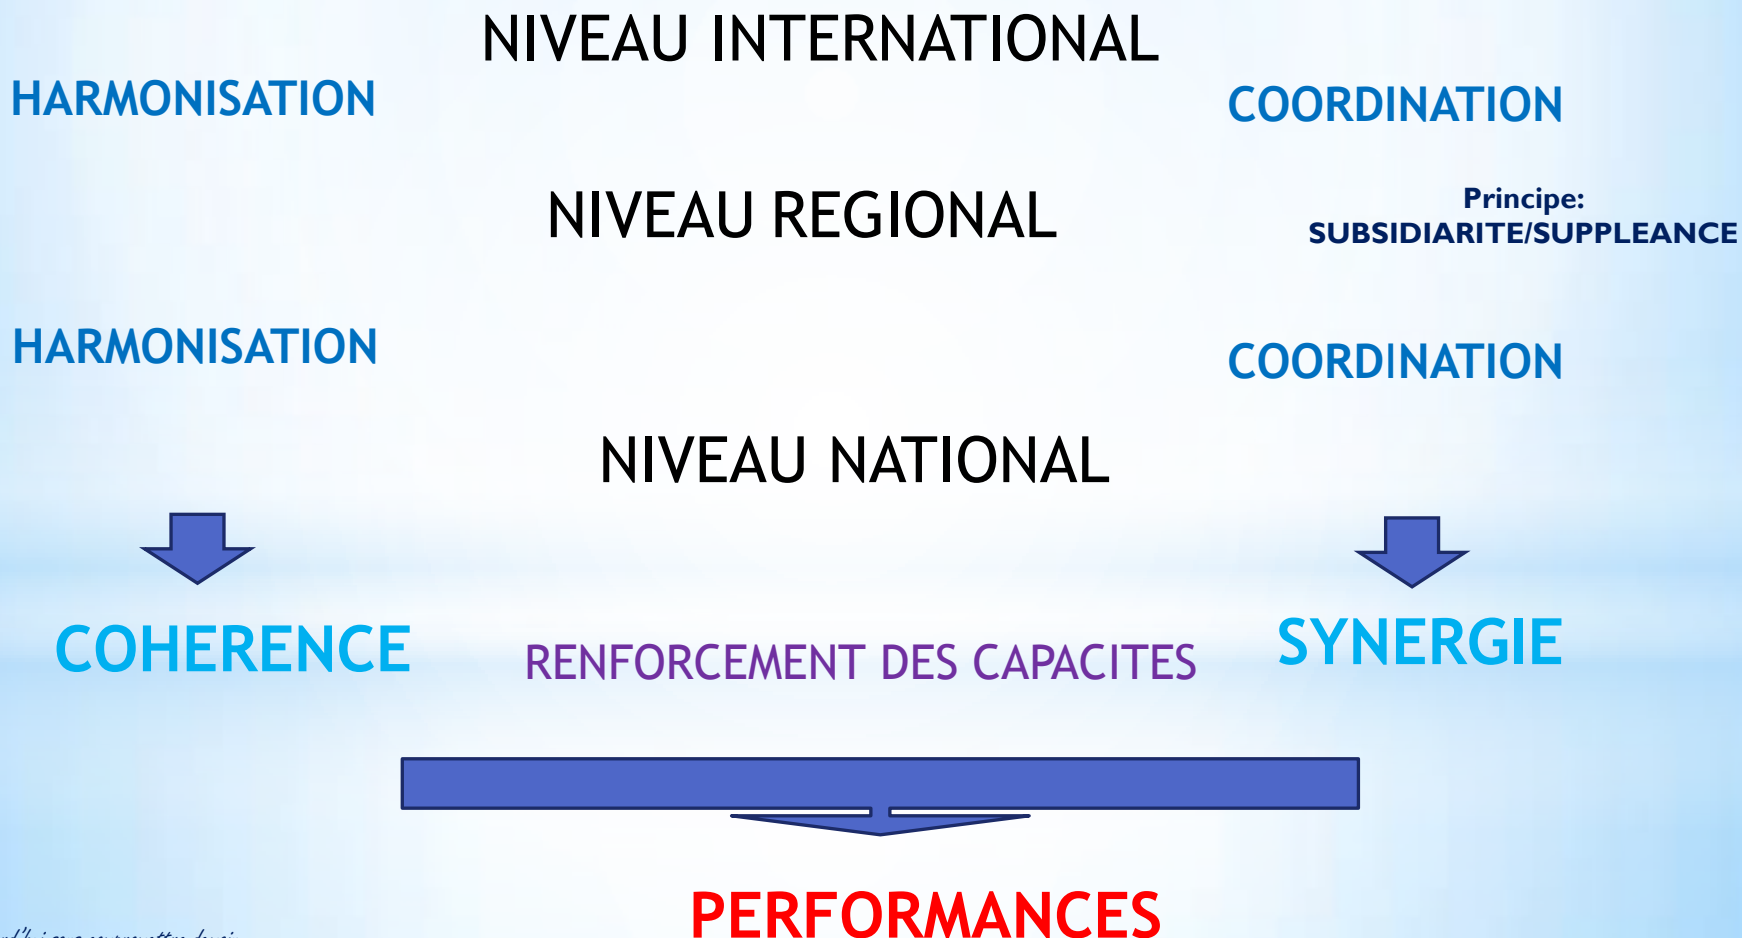 NIVEAU INTERNATIONAL
HARMONISATION
COORDINATION
NIVEAU REGIONAL
Principe:
SUBSIDIARITE/SUPPLEANCE
HARMONISATION
COORDINATION
NIVEAU NATIONAL
COHERENCE
RENFORCEMENT DES CAPACITES
SYNERGIE
PERFORMANCES